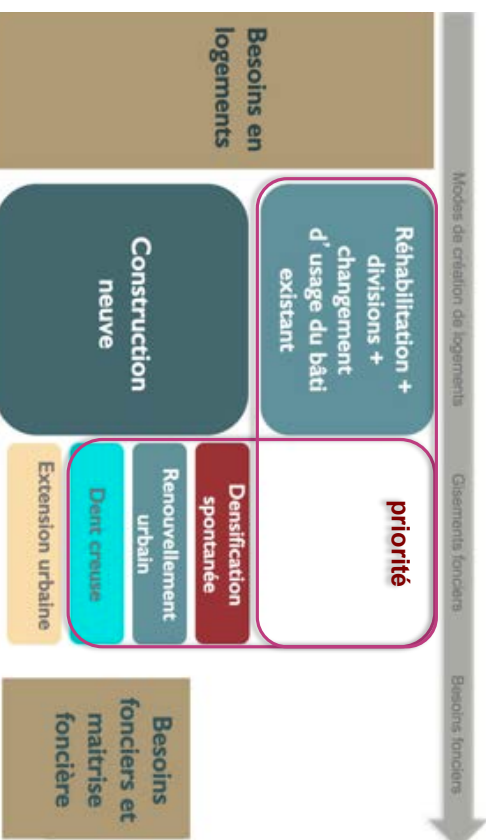 Modes de création de logements
Gisements fonciers
Besoins fonciers
Besoins en
logements
Réhabilitation +
divisions +
changement
d' usage du bâti
existant
Construction
neuve
priorité
Densification
spontanée
Renouvellement
urbain
Dent creuse
Extension urbaine
Besoins
fonciers et
maitrise
foncière